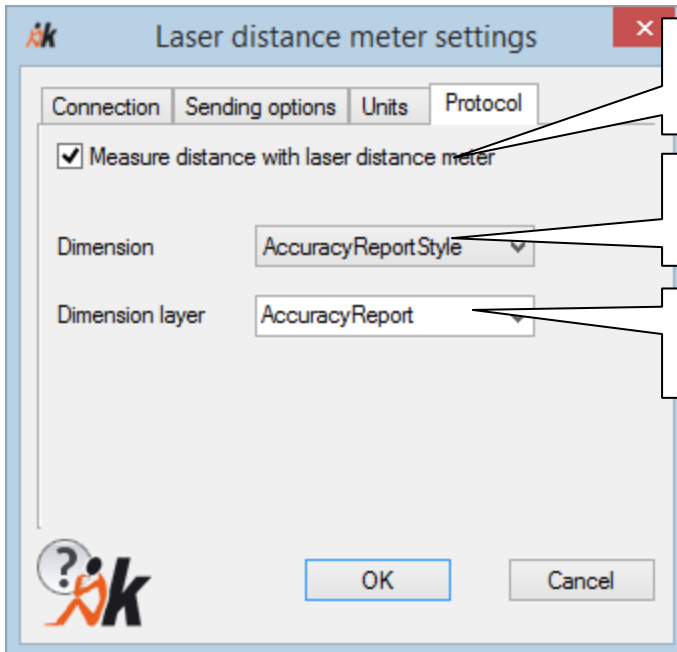 k
Laser distance meter settings
Connection Sending options Units Protocol
Measure distance with laser distance meter
Dimension AccuracyReportStyle
Dimension layer AccuracyReport
?
k
OK Cancel